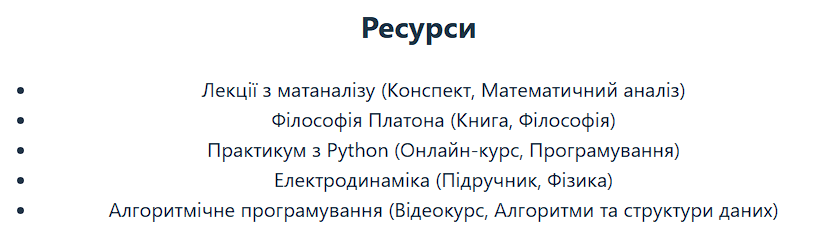 Ресурси
• Лекції з матаналізу (Конспект, Математичний аналіз)
• Філософія Платона (Книга, Філософія)
• Практикум з Python (Онлайн-курс, Програмування)
• Електродинаміка (Підручник, Фізика)
• Алгоритмічне програмування (Відеокурс, Алгоритми та структури даних)